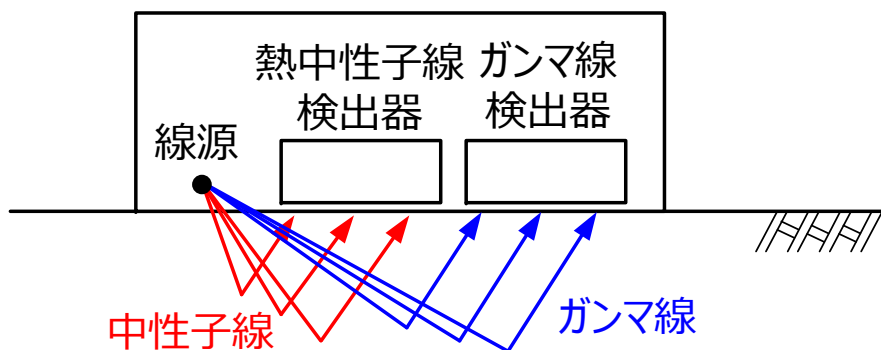 熱中性子線
検出器
ガンマ線
検出器
線源
中性子線
ガンマ線